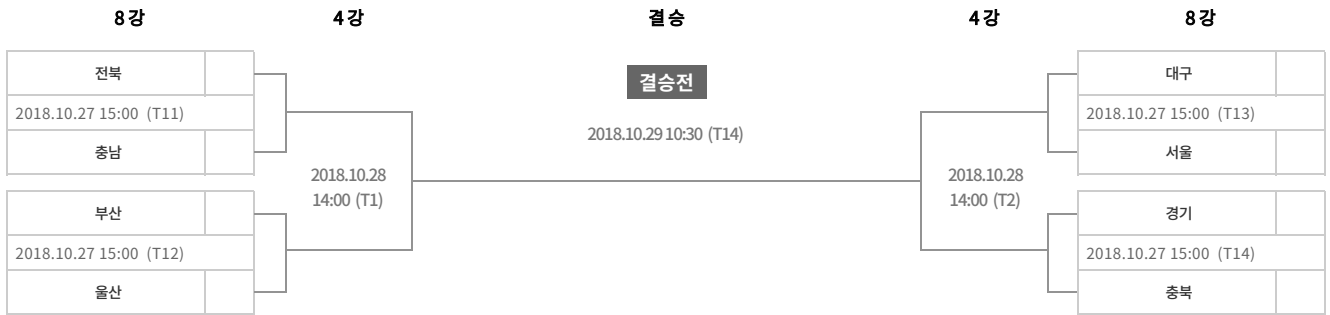 8강 4강 결승 4강 8강
전북
2018.10.27 15:00 (T11)
충남
부산
2018.10.27 15:00 (T12)
울산
2018.10.28
14:00 (T1)
결승전
2018.10.29 10:30 (T14)
2018.10.28
14:00 (T2)
대구
2018.10.27 15:00 (T13)
서울
경기
2018.10.27 15:00 (T14)
충북